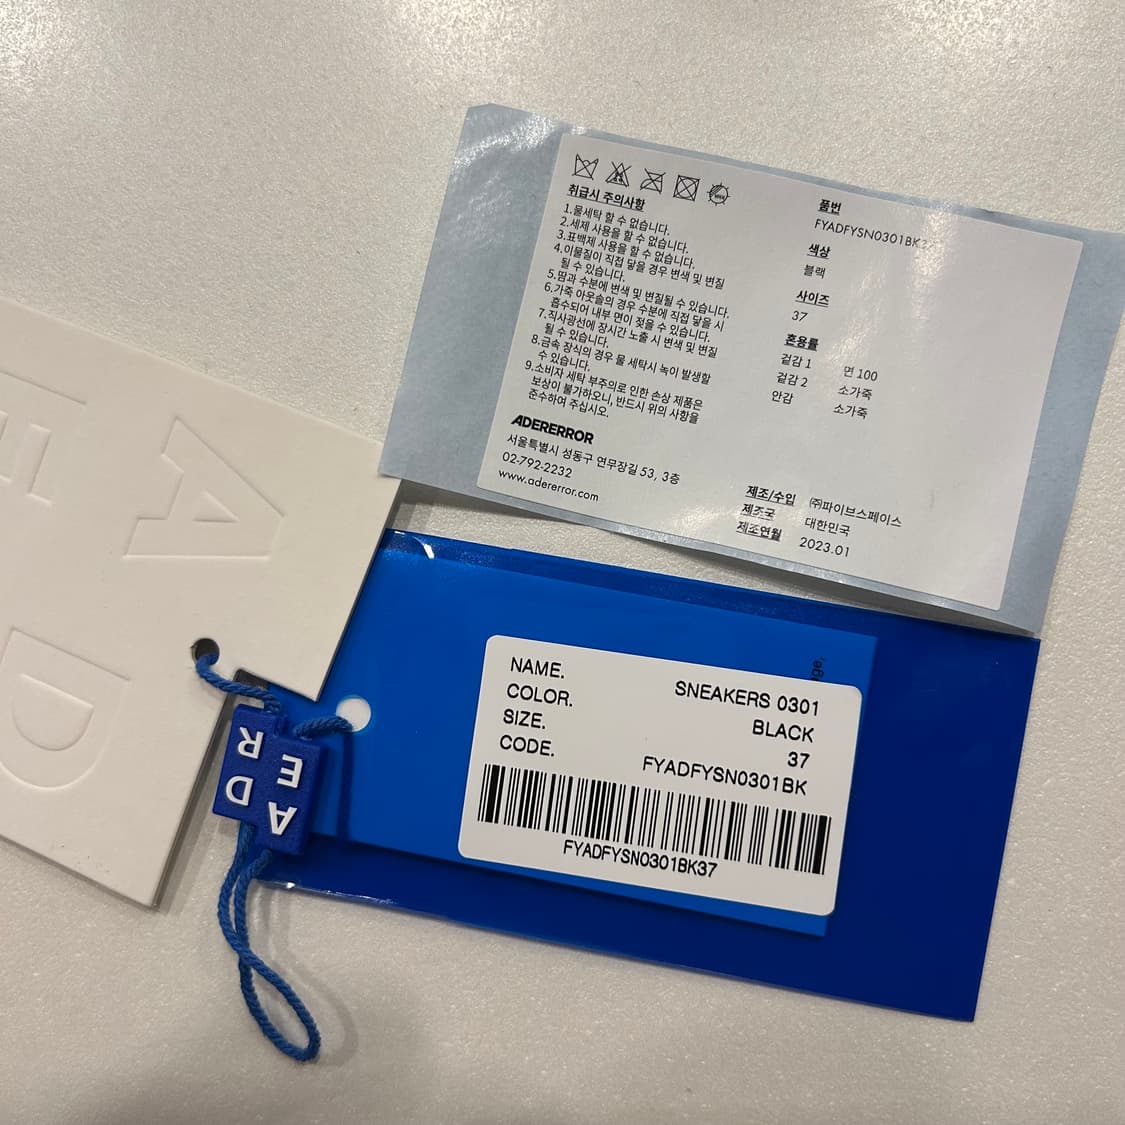 취급시 주의사항
1.물세탁 할 수 없습니다.
2.세제 사용을 할 수 없습니다.
3.표백제 사용을 할 수 없습니다.
4.이물질이 직접 닿을 경우 변색 및 변질
될 수 있습니다.
5.땀과 수분에 변색 및 변질될 수 있습니다.
6.가죽 아웃솔의 경우 수분에 직접 닿을 시
흡수되어 내부 면이 젖을 수 있습니다.
7.직사광선에 장시간 노출 시 변색 및 변질
될 수 있습니다.
8.금속 장식의 경우 물 세탁시 녹이 발생할
수 있습니다.
9.소비자 세탁 부주의로 인한 손상 제품은
보상이 불가하오니, 반드시 위의 사항을
준수하여 주십시오.
ADERERROR
서울특별시 성동구 연무장길 53, 3층
02-792-2232
www.adererror.com
품번
FYADFYSN0301BK37
색상
블랙
사이즈
37
혼용률
겉감 1 면 100
겉감 2 소가죽
안감 소가죽
제조/수입 ㈜파이브스페이스
제조국 대한민국
제조연월 2023.01
A
E
D
A
E
D
R
NAME. SNEAKERS 0301
COLOR. BLACK
SIZE. 37
CODE. FYADFYSN0301BK
FYADFYSN0301BK37